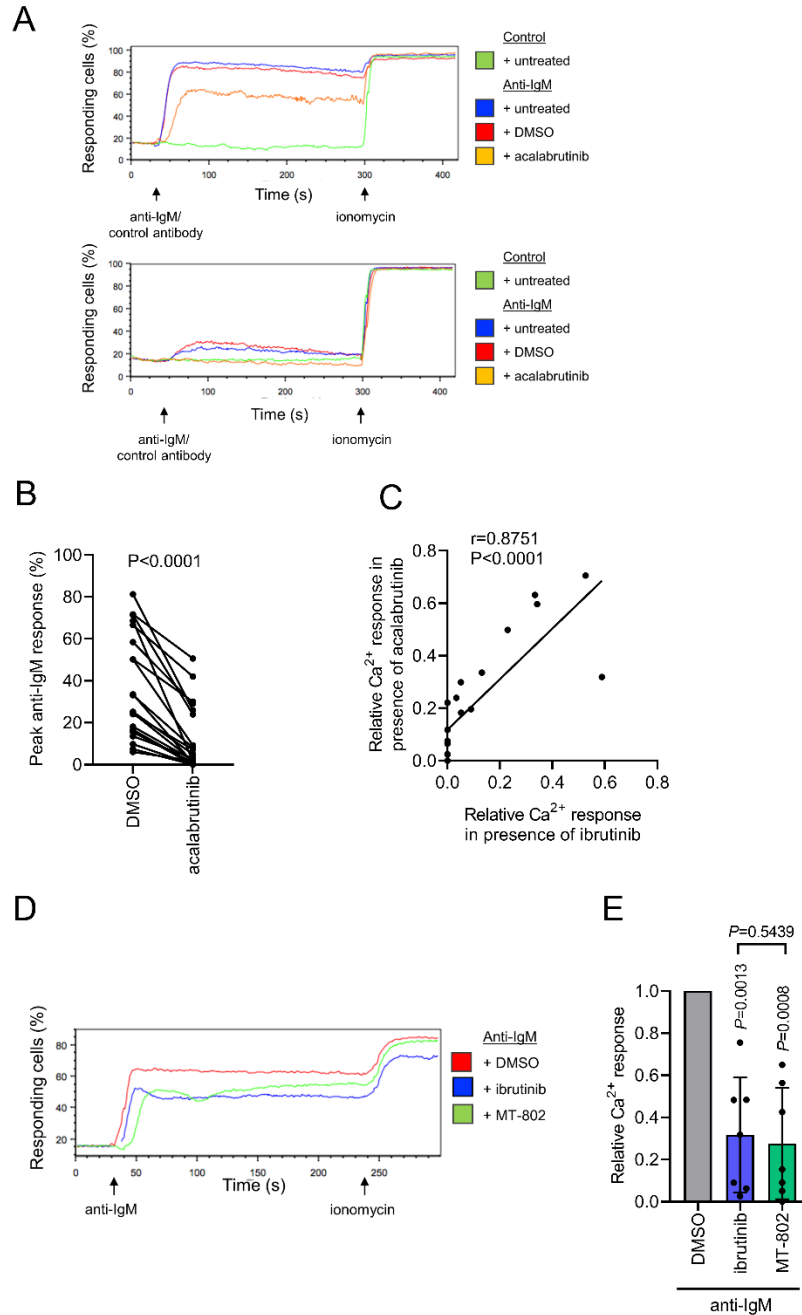 A
Responding cells (%)
100
80
60
40
20
0
0
100
200
300
400
Time (s)
anti-IgM/
control antibody
ionomycin
Control
+ untreated
Anti-IgM
+ untreated
+ DMSO
+ acalabrutinib
Responding cells (%)
100
80
60
40
20
0
0
100
200
300
400
Time (s)
anti-IgM/
control antibody
ionomycin
Control
+ untreated
Anti-IgM
+ untreated
+ DMSO
+ acalabrutinib
B
P<0.0001
Peak anti-IgM response (%)
100
80
60
40
20
0
DMSO
acalabrutinib
C
r=0.8751
P<0.0001
Relative Ca²⁺ response in
presence of acalabrutinib
0.8
0.6
0.4
0.2
0.0
0.0
0.2
0.4
0.6
0.8
Relative Ca²⁺ response
in presence of ibrutinib
D
Responding cells (%)
80
60
40
20
0
50
100
150
200
250
Time (s)
anti-IgM
ionomycin
Anti-IgM
+ DMSO
+ ibrutinib
+ MT-802
E
P=0.5439
P=0.0013
P=0.0008
Relative Ca²⁺ response
1.0
0.8
0.6
0.4
0.2
0.0
DMSO
ibrutinib
MT-802
anti-IgM